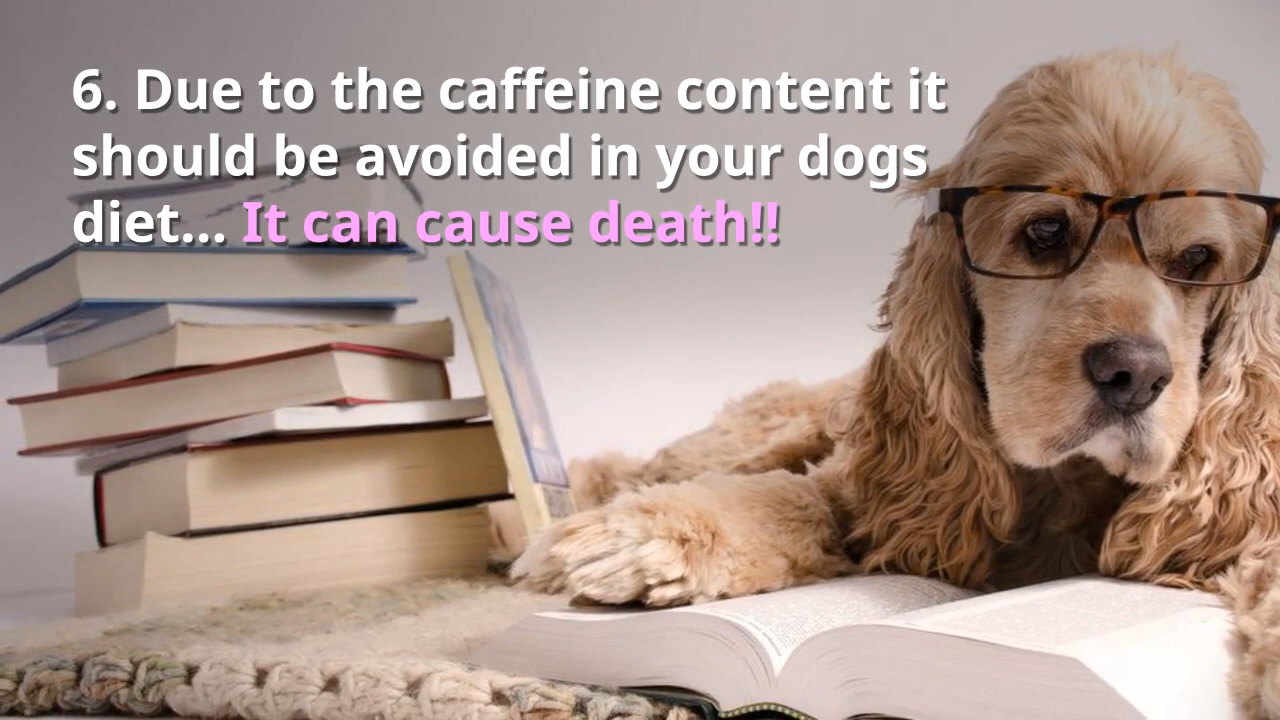 6. Due to the caffeine content it
should be avoided in your dogs
diet... It can cause death!!